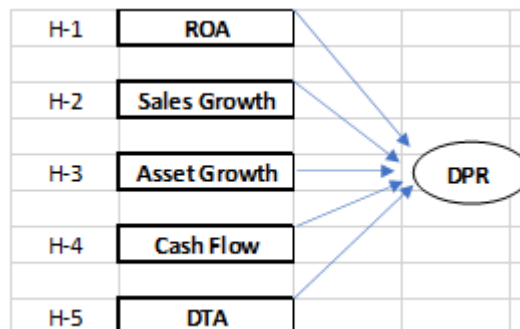 H-1 ROA
H-2 Sales Growth
H-3 Asset Growth DPR
H-4 Cash Flow
H-5 DTA